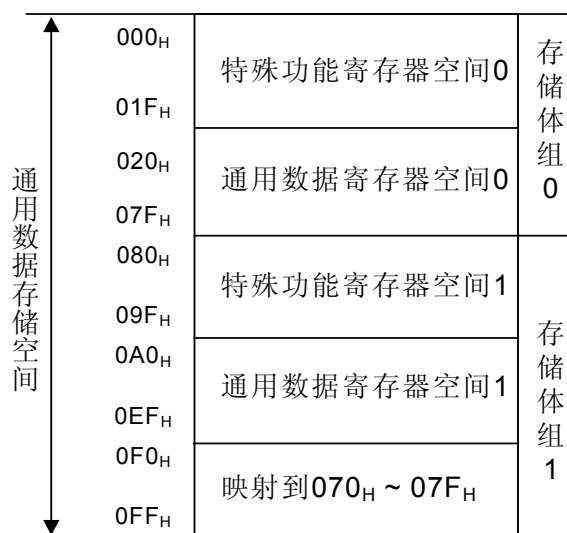 通用数据存储空间
000H
01FH
特殊功能寄存器空间0
020H
07FH
通用数据寄存器空间0
存储体组0
080H
09FH
特殊功能寄存器空间1
0A0H
0EFH
通用数据寄存器空间1
0F0H
0FFH
映射到070H ~ 07FH
存储体组1